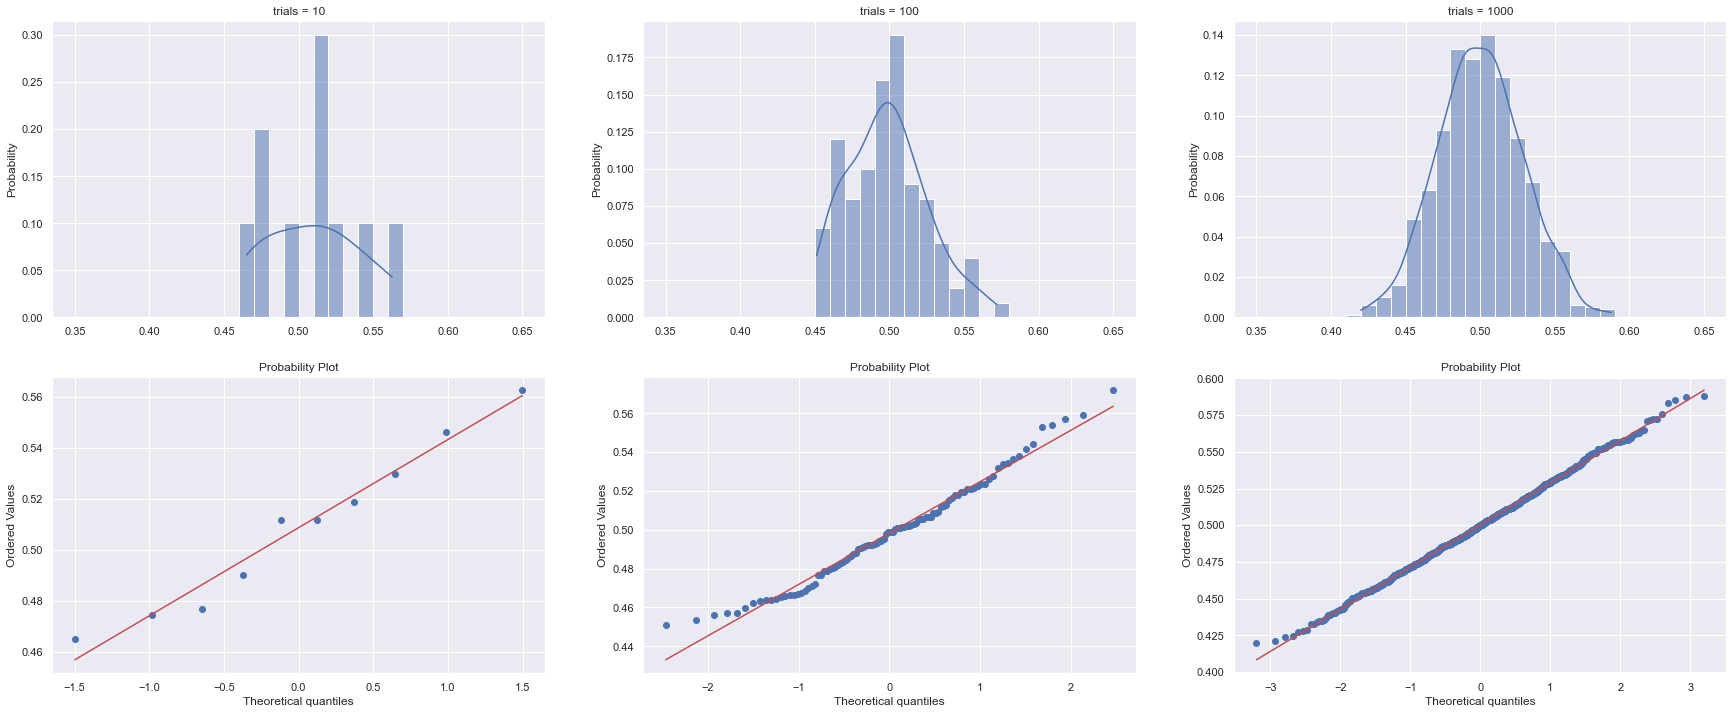 trials = 10
Probability
0.30
0.25
0.20
0.15
0.10
0.05
0.00
0.35 0.40 0.45 0.50 0.55 0.60 0.65
trials = 100
Probability
0.175
0.150
0.125
0.100
0.075
0.050
0.025
0.000
0.35 0.40 0.45 0.50 0.55 0.60 0.65
trials = 1000
Probability
0.14
0.12
0.10
0.08
0.06
0.04
0.02
0.00
0.35 0.40 0.45 0.50 0.55 0.60 0.65
Probability Plot
Ordered Values
0.56
0.54
0.52
0.50
0.48
0.46
−1.5 −1.0 −0.5 0.0 0.5 1.0 1.5
Theoretical quantiles
Probability Plot
Ordered Values
0.56
0.54
0.52
0.50
0.48
0.46
0.44
−2 −1 0 1 2
Theoretical quantiles
Probability Plot
Ordered Values
0.600
0.575
0.550
0.525
0.500
0.475
0.450
0.425
0.400
−3 −2 −1 0 1 2 3
Theoretical quantiles